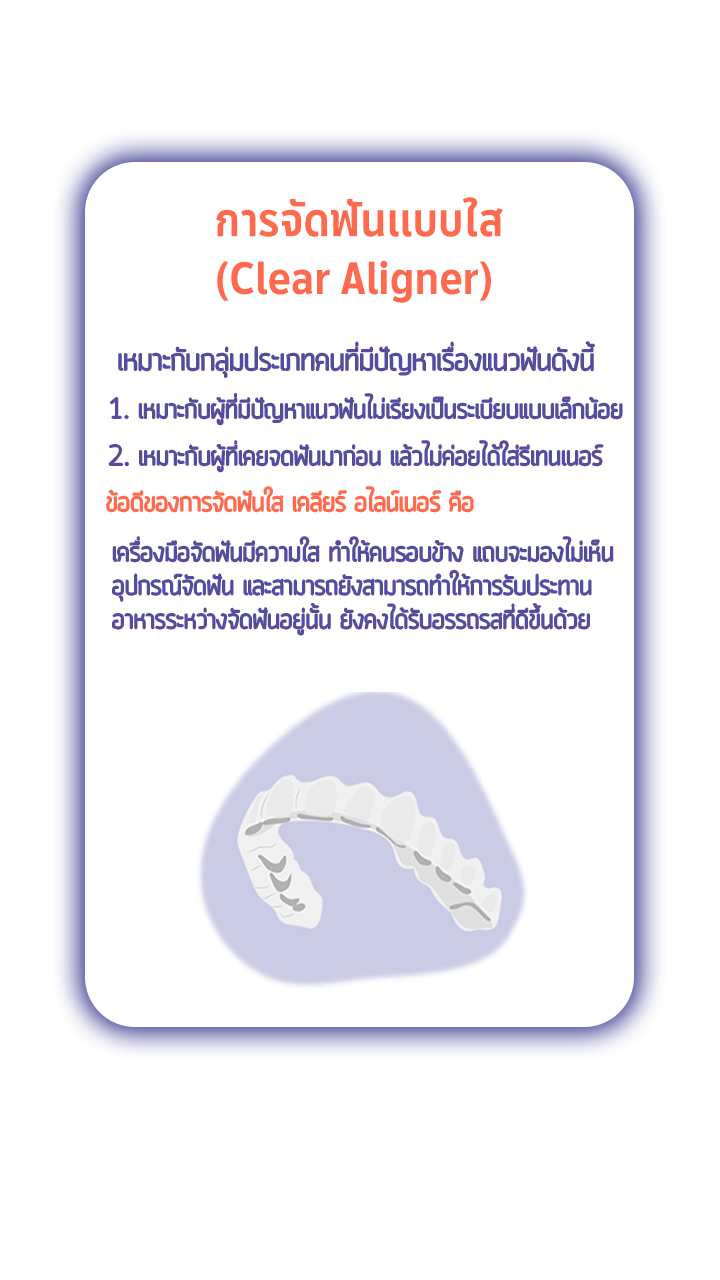 การจัดฟันแบบใส
(Clear Aligner)
เหมาะกับกลุ่มประเภทคนที่มีปัญหาเรื่องแนวฟันดังนี้
1. เหมาะกับผู้ที่มีปัญหาแนวฟันไม่เรียงเป็นระเบียบแบบเล็กน้อย
2. เหมาะกับผู้ที่เคยจดฟันมาก่อน แล้วไม่ค่อยได้ใส่รีเทนเนอร์
ข้อดีของการจัดฟันใส เคลียร์ อไลน์เนอร์ คือ
เครื่องมือจัดฟันมีความใส ทำให้คนรอบข้าง แถบจะมองไม่เห็น
อุปกรณ์จัดฟัน และสามารถยังสามารถทำให้การรับประทาน
อาหารระหว่างจัดฟันอยู่นั้น ยังคงได้รับอรรถรสที่ดีขึ้นด้วย